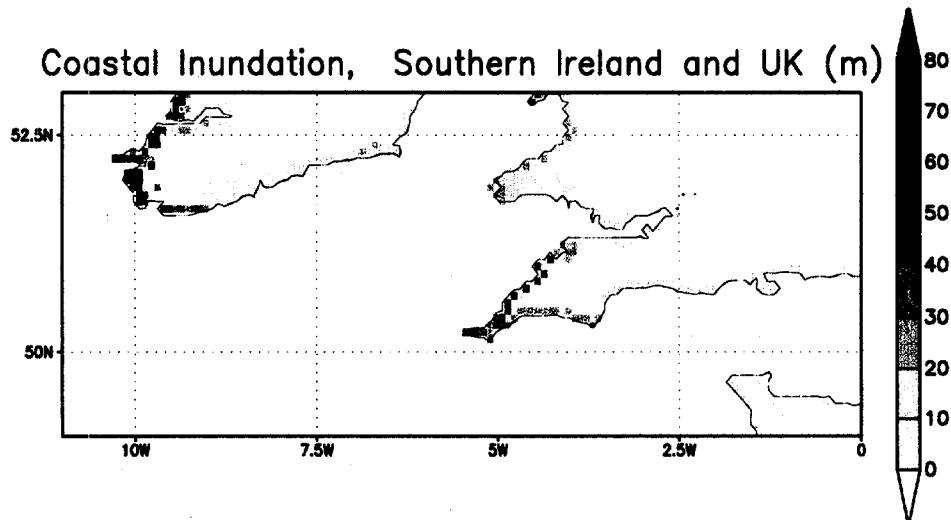 Coastal Inundation, Southern Ireland and UK (m)
52.5N
50N
10W
7.5W
5W
2.5W
0
80
70
60
50
40
30
20
10
0